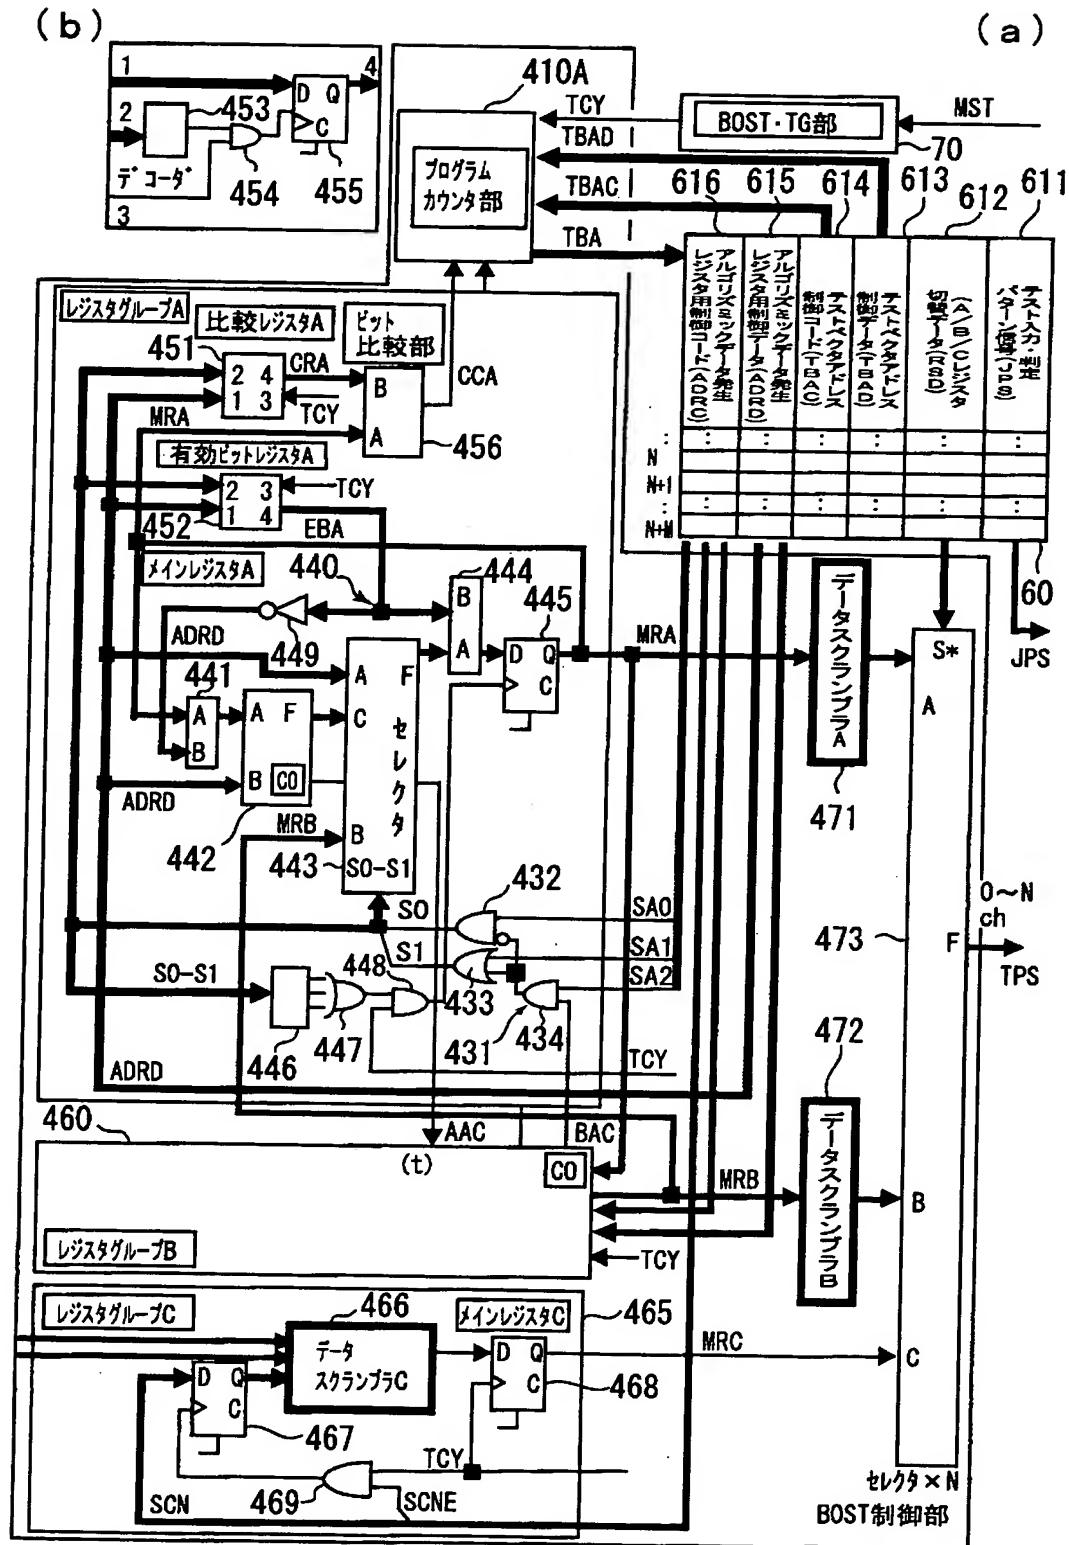 (b)
(a)
1
4
D Q
C
2
453
デコーダ
454
455
3
410A
プログラム
カウンタ部
TCY
TBAD
TBAC
TBA
BOST・TG部
MST
70
616
615
614
613
612
611
アルゴリズミックデータ発生
レジスタ用制御コード(ADRC)
アルゴリズミックデータ発生
レジスタ用制御データ(ADRD)
テストベクタアドレス
制御コード(TBAC)
テストベクタアドレス
制御データ(TBAD)
(A/B/Cレジスタ
切替データ(RSD)
テスト入力・判定
パターン信号(JPS)
:
N
N+1
:
N+M
60
JPS
レジスタグループA
比較レジスタA
ビット
比較部
451
2 4
1 3
CRA
TCY
B
A
456
CCA
MRA
有効ビットレジスタA
2 3
1 4
TCY
452
EBA
メインレジスタA
440
444
B
A
445
D Q
C
MRA
449
ADRD
441
A
B
A F
B CO
442
ADRD
MRB
A F
C
B
セレクタ
443
S0-S1
S0
S1
432
SA0
SA1
SA2
433
434
431
448
S0-S1
446
447
TCY
ADRD
データスクランブラA
471
S*
A
473
F
0~N
ch
TPS
472
データスクランブラB
B
C
460
AAC
BAC
(t)
CO
MRB
TCY
レジスタグループB
レジスタグループC
466
メインレジスタC
465
データ
スクランブラC
D Q
C
468
MRC
D Q
C
467
TCY
469
SCN
SCNE
セレクタ×N
BOST制御部